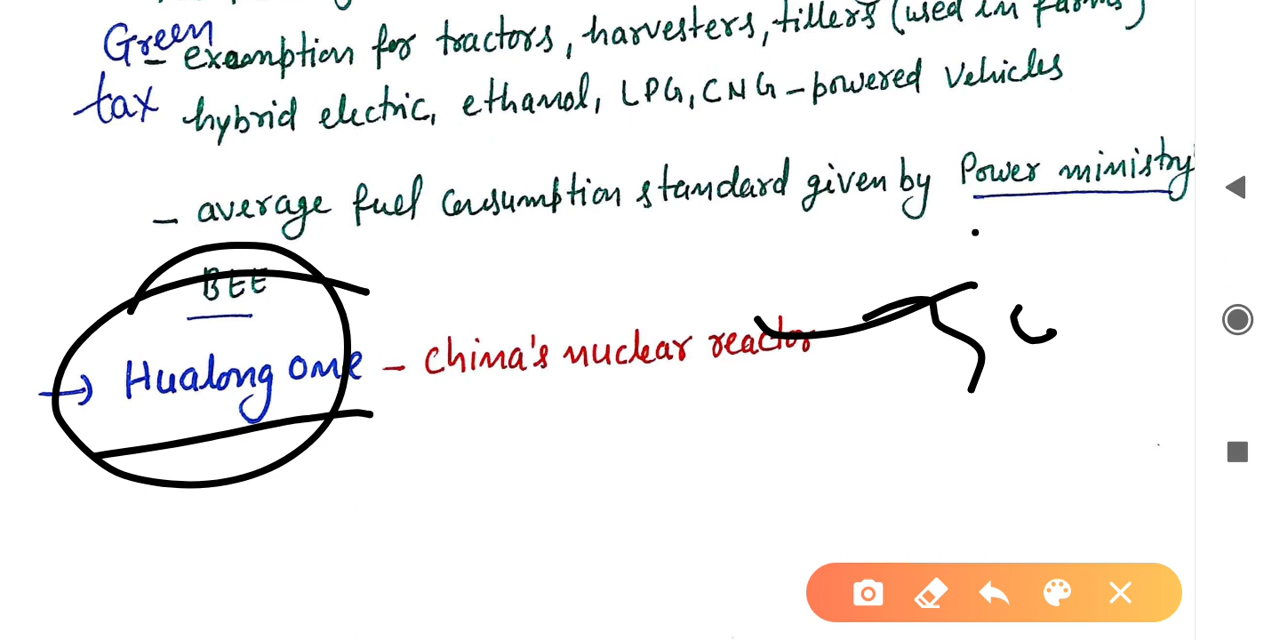 Green
exemption for tractors, harvesters, tillers (used in farms)
tax hybrid electric, ethanol, LPG, CNG-powered vehicles
- average fuel consumption standard given by Power ministry
BEE
→ Hualong One - China's nuclear reactor